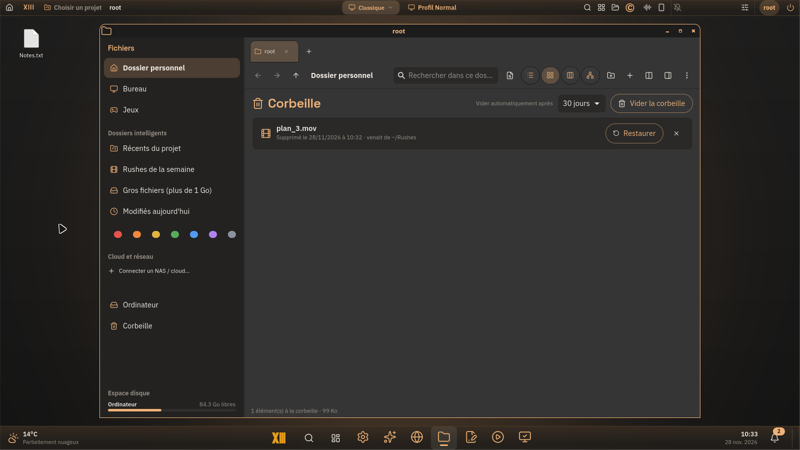 XIII
Choisir un projet
root
Classique
Profil Normal
root
Notes.txt
root
Fichiers
Dossier personnel
Bureau
Jeux
Dossiers intelligents
Récents du projet
Rushes de la semaine
Gros fichiers (plus de 1 Go)
Modifiés aujourd'hui
Cloud et réseau
Connecter un NAS / cloud...
Ordinateur
Corbeille
Espace disque
Ordinateur
84.3 Go libres
root
Dossier personnel
Rechercher dans ce dos...
Corbeille
Vider automatiquement après
30 jours
Vider la corbeille
plan_3.mov
Supprimé le 28/11/2026 à 10:32 · venait de ~/Rushes
Restaurer
1 élément(s) à la corbeille · 99 Ko
14°C
Partiellement nuageux
XIII
10:33
28 nov. 2026
2